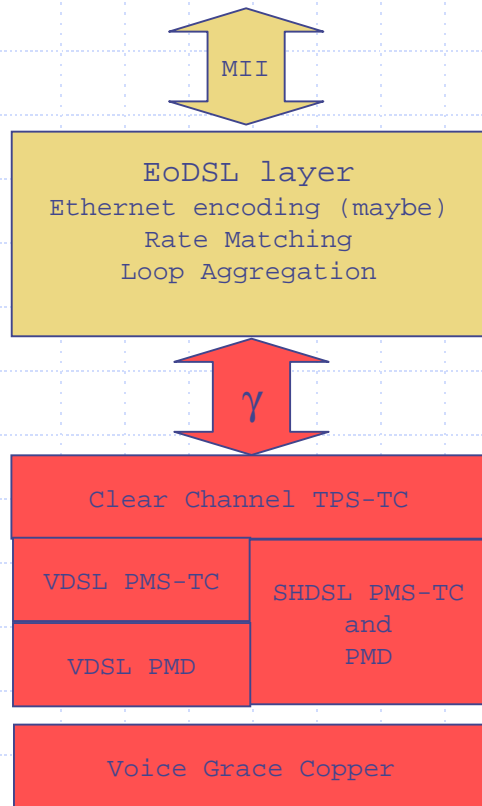 MII
EoDSL layer
Ethernet encoding (maybe)
Rate Matching
Loop Aggregation
γ
Clear Channel TPS-TC
VDSL PMS-TC
VDSL PMD
SHDSL PMS-TC
and
PMD
Voice Grace Copper